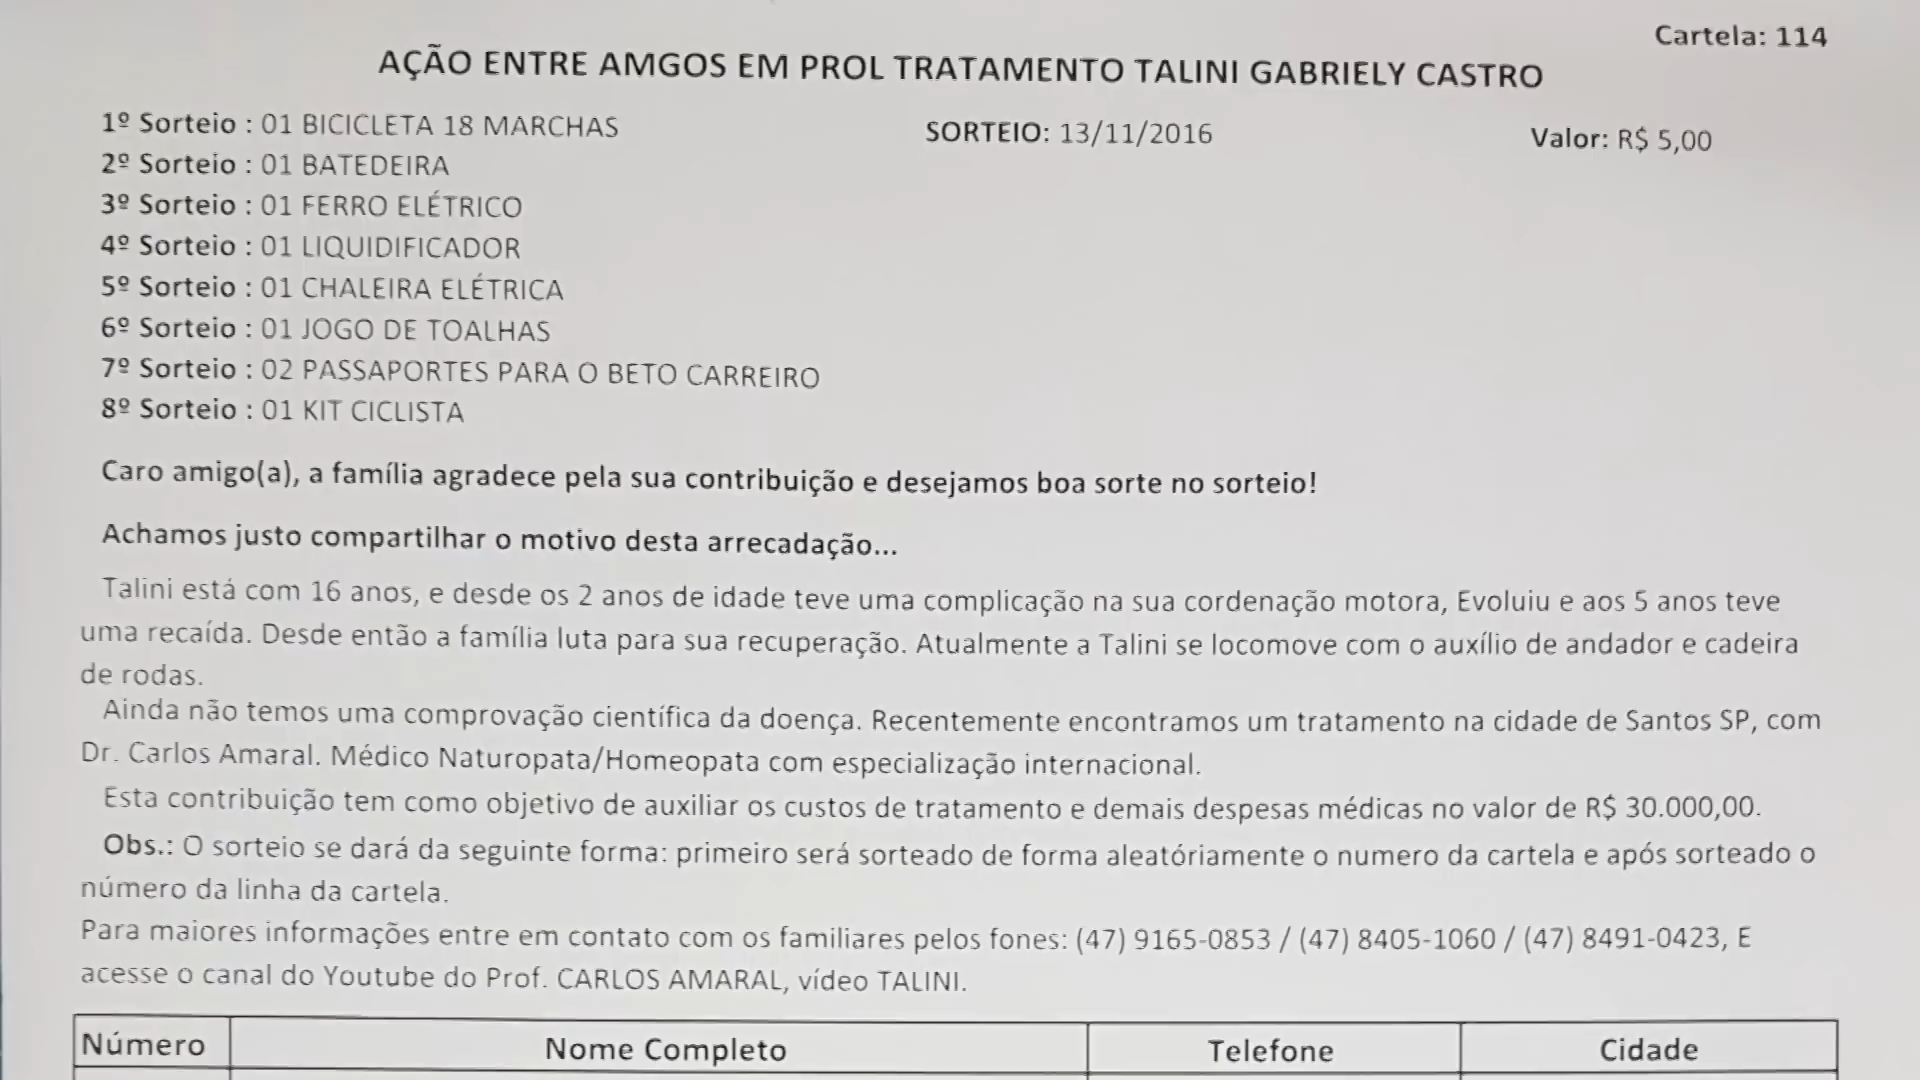 Cartela: 114
AÇÃO ENTRE AMGOS EM PROL TRATAMENTO TALINI GABRIELY CASTRO
1º Sorteio : 01 BICICLETA 18 MARCHAS SORTEIO: 13/11/2016 Valor: R$ 5,00
2º Sorteio : 01 BATEDEIRA
3º Sorteio : 01 FERRO ELÉTRICO
4º Sorteio : 01 LIQUIDIFICADOR
5º Sorteio : 01 CHALEIRA ELÉTRICA
6º Sorteio : 01 JOGO DE TOALHAS
7º Sorteio : 02 PASSAPORTES PARA O BETO CARREIRO
8º Sorteio : 01 KIT CICLISTA
Caro amigo(a), a família agradece pela sua contribuição e desejamos boa sorte no sorteio!
Achamos justo compartilhar o motivo desta arrecadação...
Talini está com 16 anos, e desde os 2 anos de idade teve uma complicação na sua cordenação motora, Evoluiu e aos 5 anos teve
uma recaída. Desde então a família luta para sua recuperação. Atualmente a Talini se locomove com o auxílio de andador e cadeira
de rodas.
Ainda não temos uma comprovação científica da doença. Recentemente encontramos um tratamento na cidade de Santos SP, com
Dr. Carlos Amaral. Médico Naturopata/Homeopata com especialização internacional.
Esta contribuição tem como objetivo de auxiliar os custos de tratamento e demais despesas médicas no valor de R$ 30.000,00.
Obs.: O sorteio se dará da seguinte forma: primeiro será sorteado de forma aleatóriamente o numero da cartela e após sorteado o
número da linha da cartela.
Para maiores informações entre em contato com os familiares pelos fones: (47) 9165-0853 / (47) 8405-1060 / (47) 8491-0423, E
acesse o canal do Youtube do Prof. CARLOS AMARAL, vídeo TALINI.
Número Nome Completo Telefone Cidade